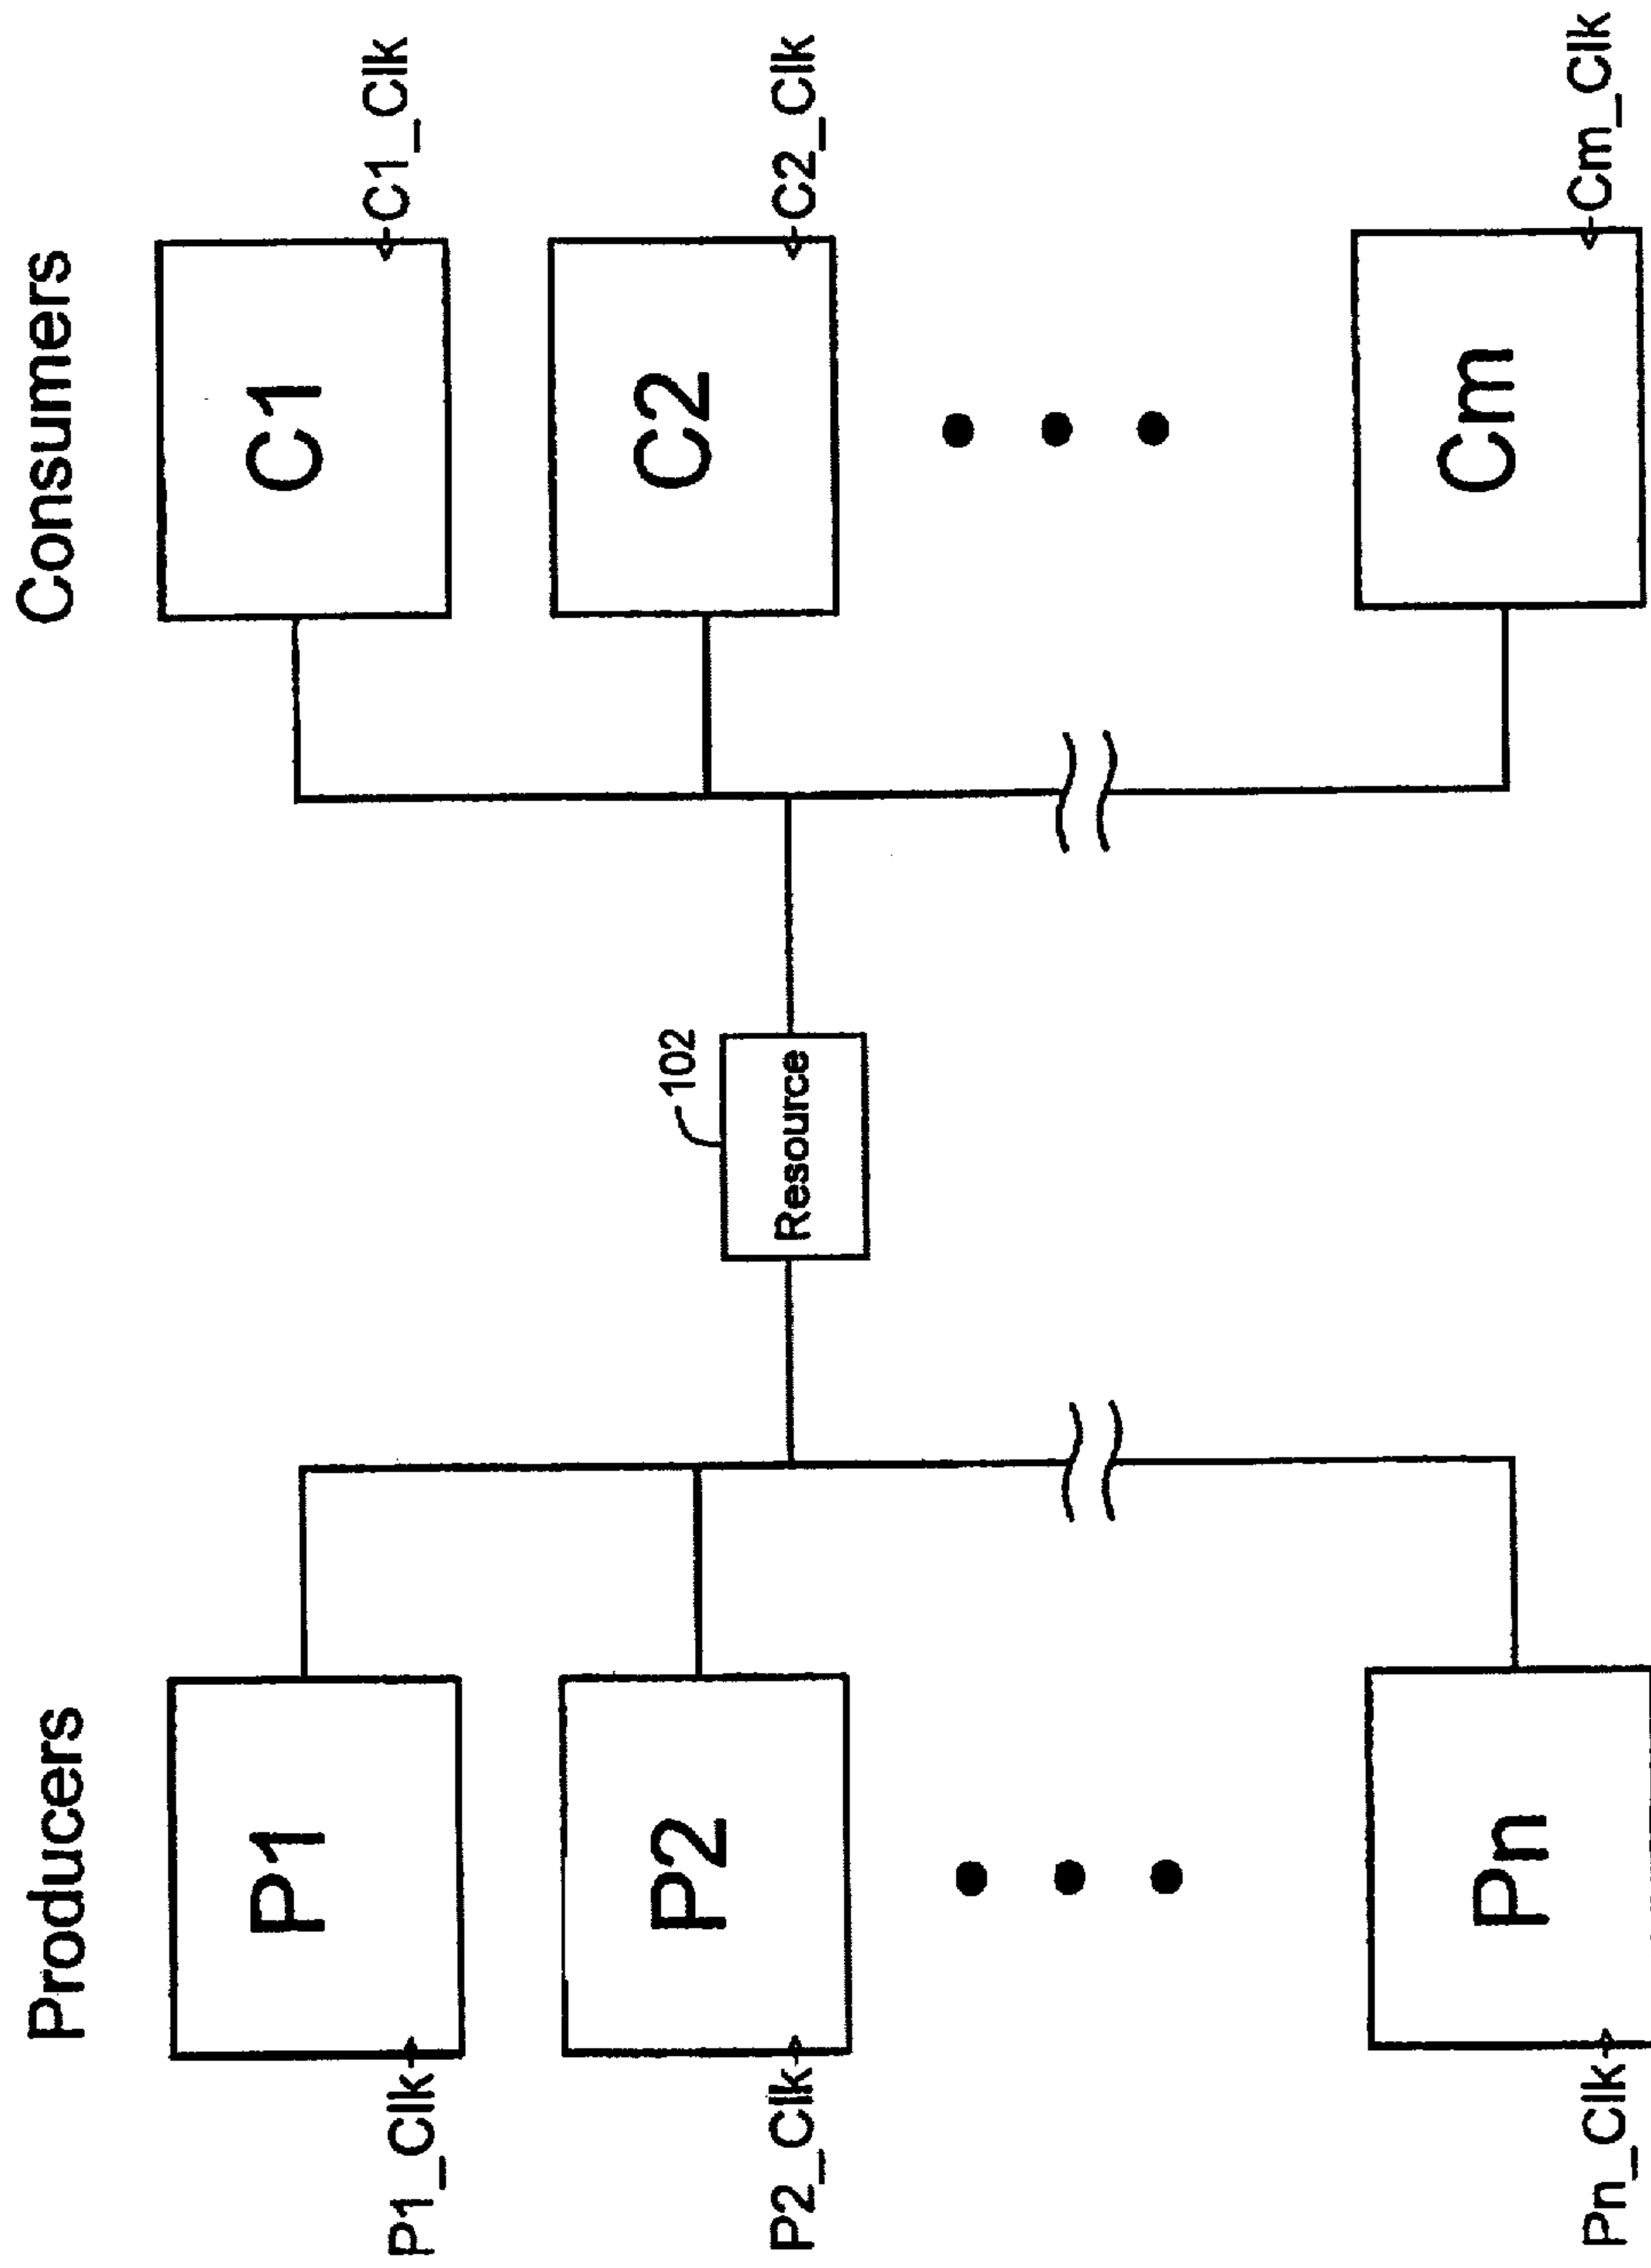 Producers
Consumers
P1
P1_Clk
P2
P2_Clk
Pn
Pn_Clk
102
Resource
C1
C1_Clk
C2
C2_Clk
Cm
Cm_Clk